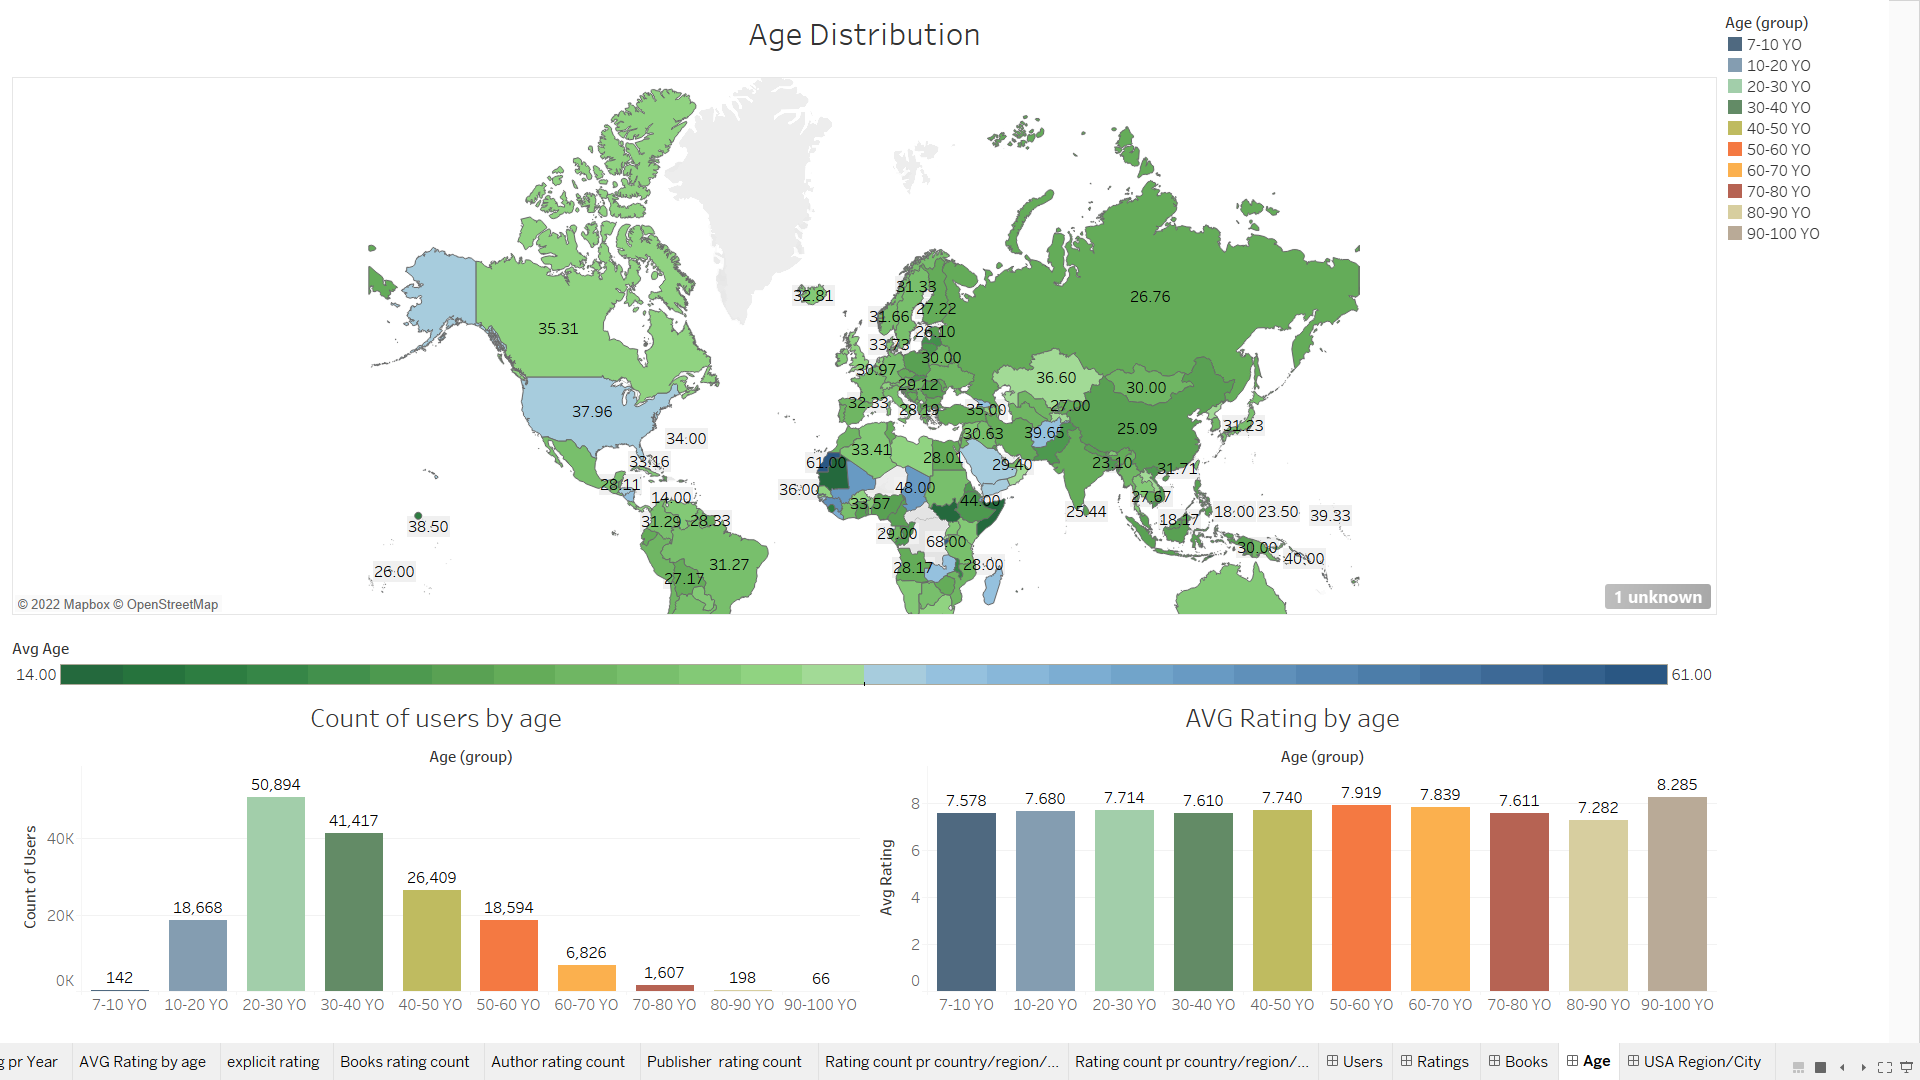 Age Distribution
Age (group)
7-10 YO
10-20 YO
20-30 YO
30-40 YO
40-50 YO
50-60 YO
60-70 YO
70-80 YO
80-90 YO
90-100 YO
32.81
31.33
26.76
31.66
27.22
35.31
26.10
33.73
30.00
30.97
36.60
29.12
30.00
32.33
28.19
35.00
27.00
37.96
31.23
34.00
33.41
30.63
39.65
25.09
33.16
61.00
28.01
29.40
23.10
31.71
28.11
14.00
36.00
33.57
48.00
44.00
27.67
38.50
31.29
28.33
25.44
18.17
18.00
23.50
39.33
29.00
68.00
30.00
40.00
26.00
27.17
31.27
28.17
28.00
© 2022 Mapbox © OpenStreetMap
1 unknown
Avg Age
14.00
61.00
Count of users by age
Age (group)
Count of Users
40K
20K
0K
142
18,668
50,894
41,417
26,409
18,594
6,826
1,607
198
66
7-10 YO
10-20 YO
20-30 YO
30-40 YO
40-50 YO
50-60 YO
60-70 YO
70-80 YO
80-90 YO
90-100 YO
AVG Rating by age
Age (group)
Avg Rating
8
6
4
2
0
7.578
7.680
7.714
7.610
7.740
7.919
7.839
7.611
7.282
8.285
7-10 YO
10-20 YO
20-30 YO
30-40 YO
40-50 YO
50-60 YO
60-70 YO
70-80 YO
80-90 YO
90-100 YO
g pr Year
AVG Rating by age
explicit rating
Books rating count
Author rating count
Publisher rating count
Rating count pr country/region/...
Rating count pr country/region/...
Users
Ratings
Books
Age
USA Region/City